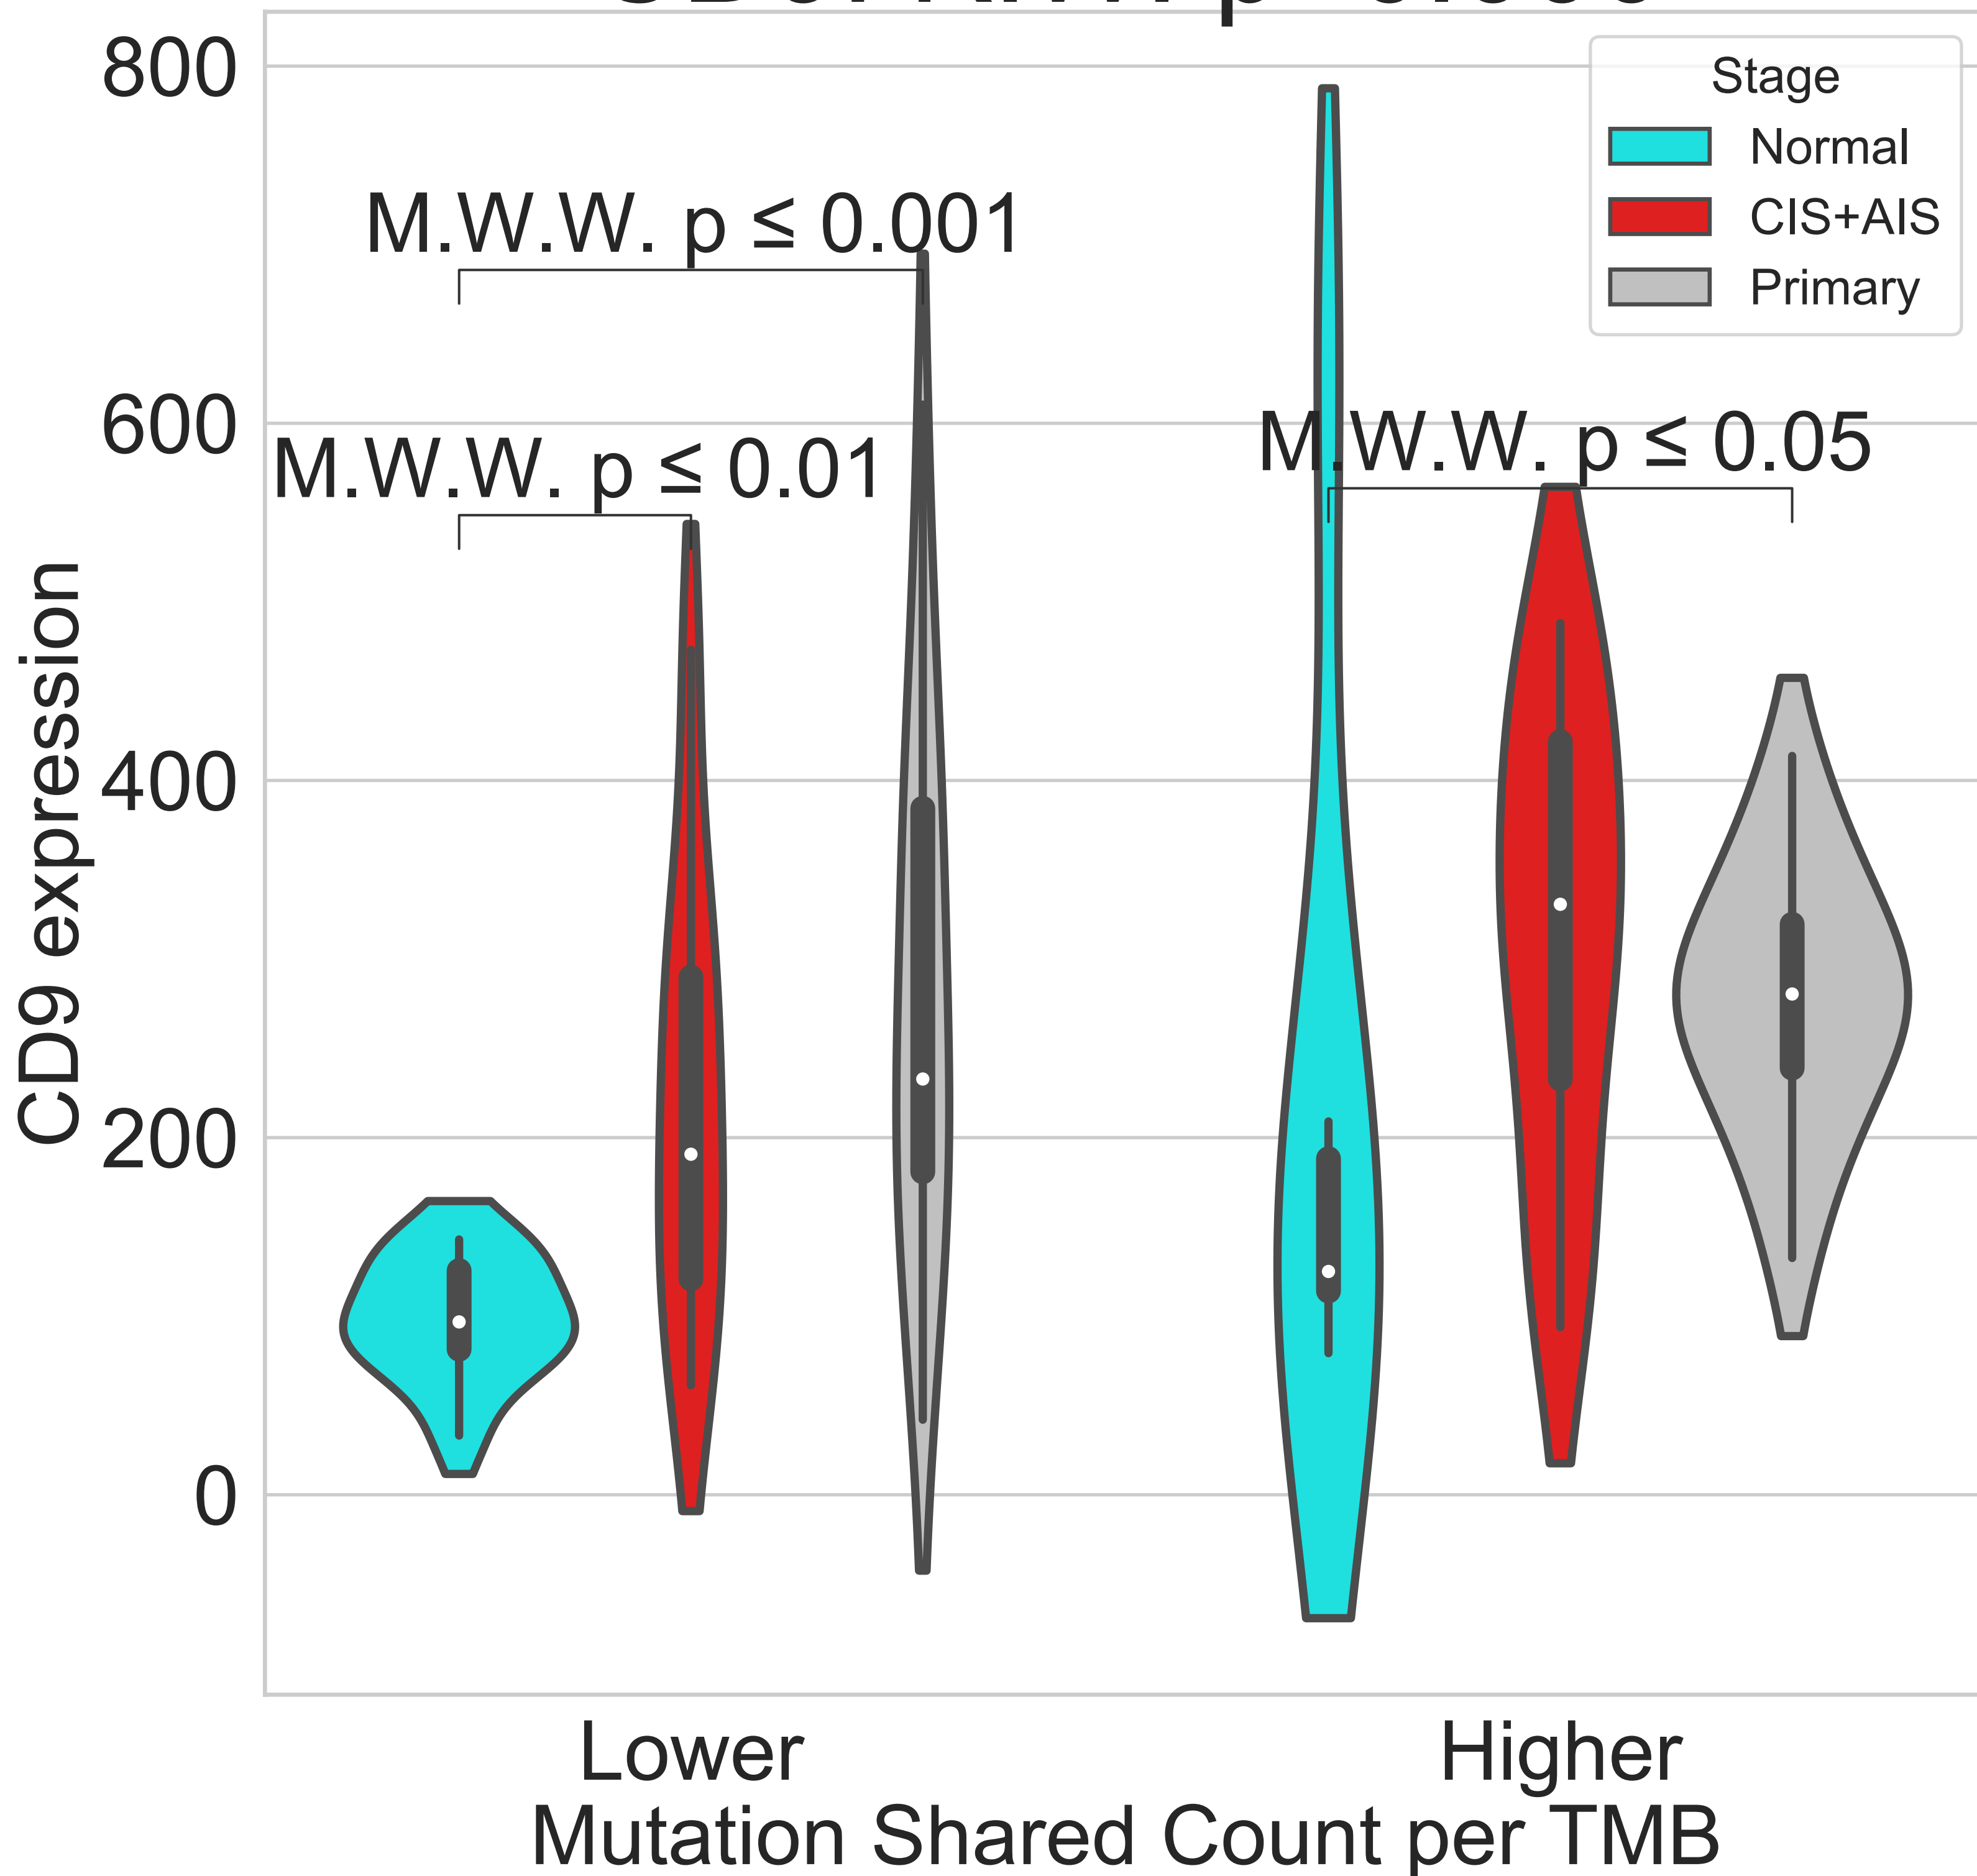 800
600
400
200
0
CD9 expression
Stage
Normal
CIS+AIS
Primary
M.W.W. p ≤ 0.001
M.W.W. p ≤ 0.01
M.W.W. p ≤ 0.05
Lower
Higher
Mutation Shared Count per TMB